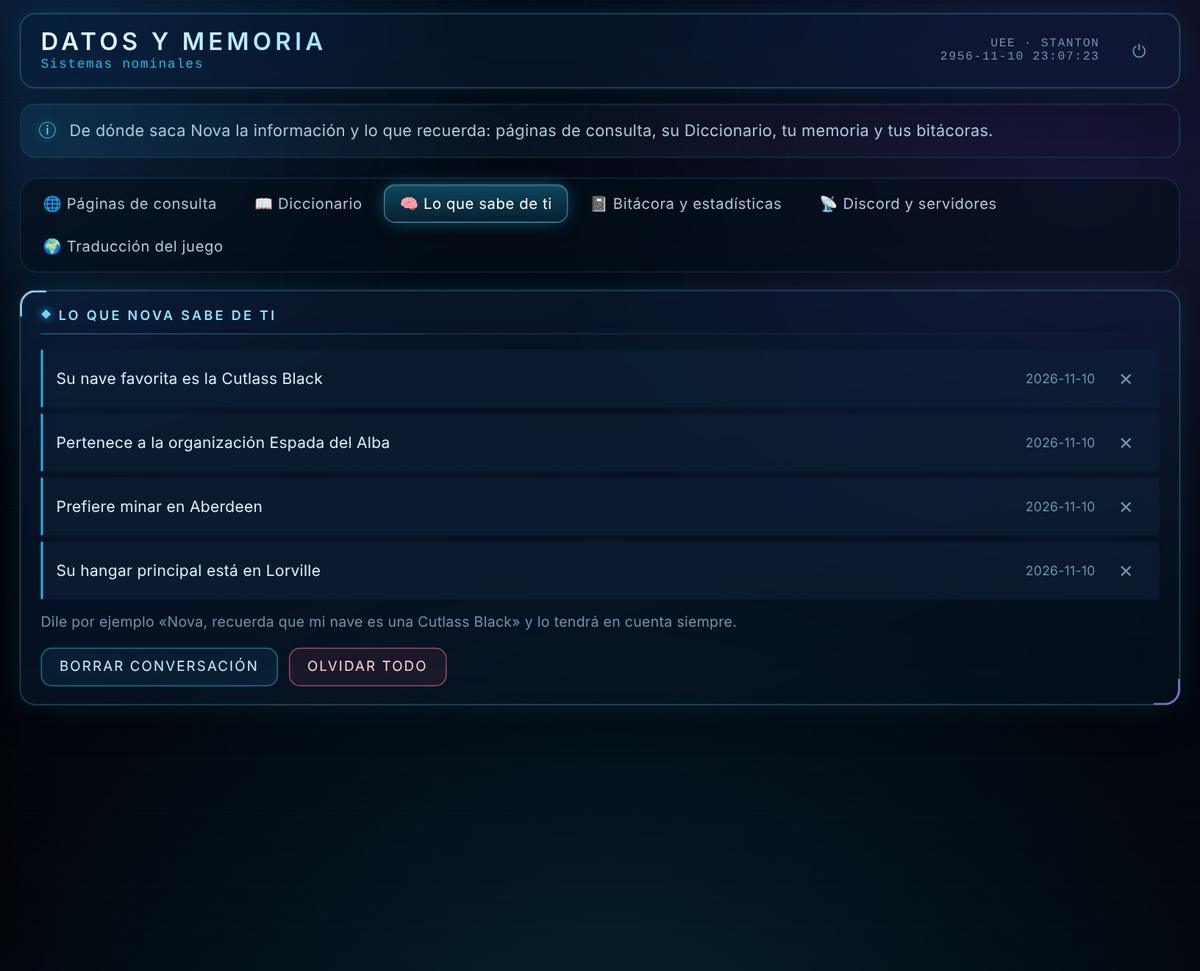 DATOS Y MEMORIA
Sistemas nominales
UEE · STANTON
2956-11-10 23:07:23
De dónde saca Nova la información y lo que recuerda: páginas de consulta, su Diccionario, tu memoria y tus bitácoras.
Páginas de consulta
Diccionario
Lo que sabe de ti
Bitácora y estadísticas
Discord y servidores
Traducción del juego
LO QUE NOVA SABE DE TI
Su nave favorita es la Cutlass Black 2026-11-10
Pertenece a la organización Espada del Alba 2026-11-10
Prefiere minar en Aberdeen 2026-11-10
Su hangar principal está en Lorville 2026-11-10
Dile por ejemplo «Nova, recuerda que mi nave es una Cutlass Black» y lo tendrá en cuenta siempre.
BORRAR CONVERSACIÓN
OLVIDAR TODO